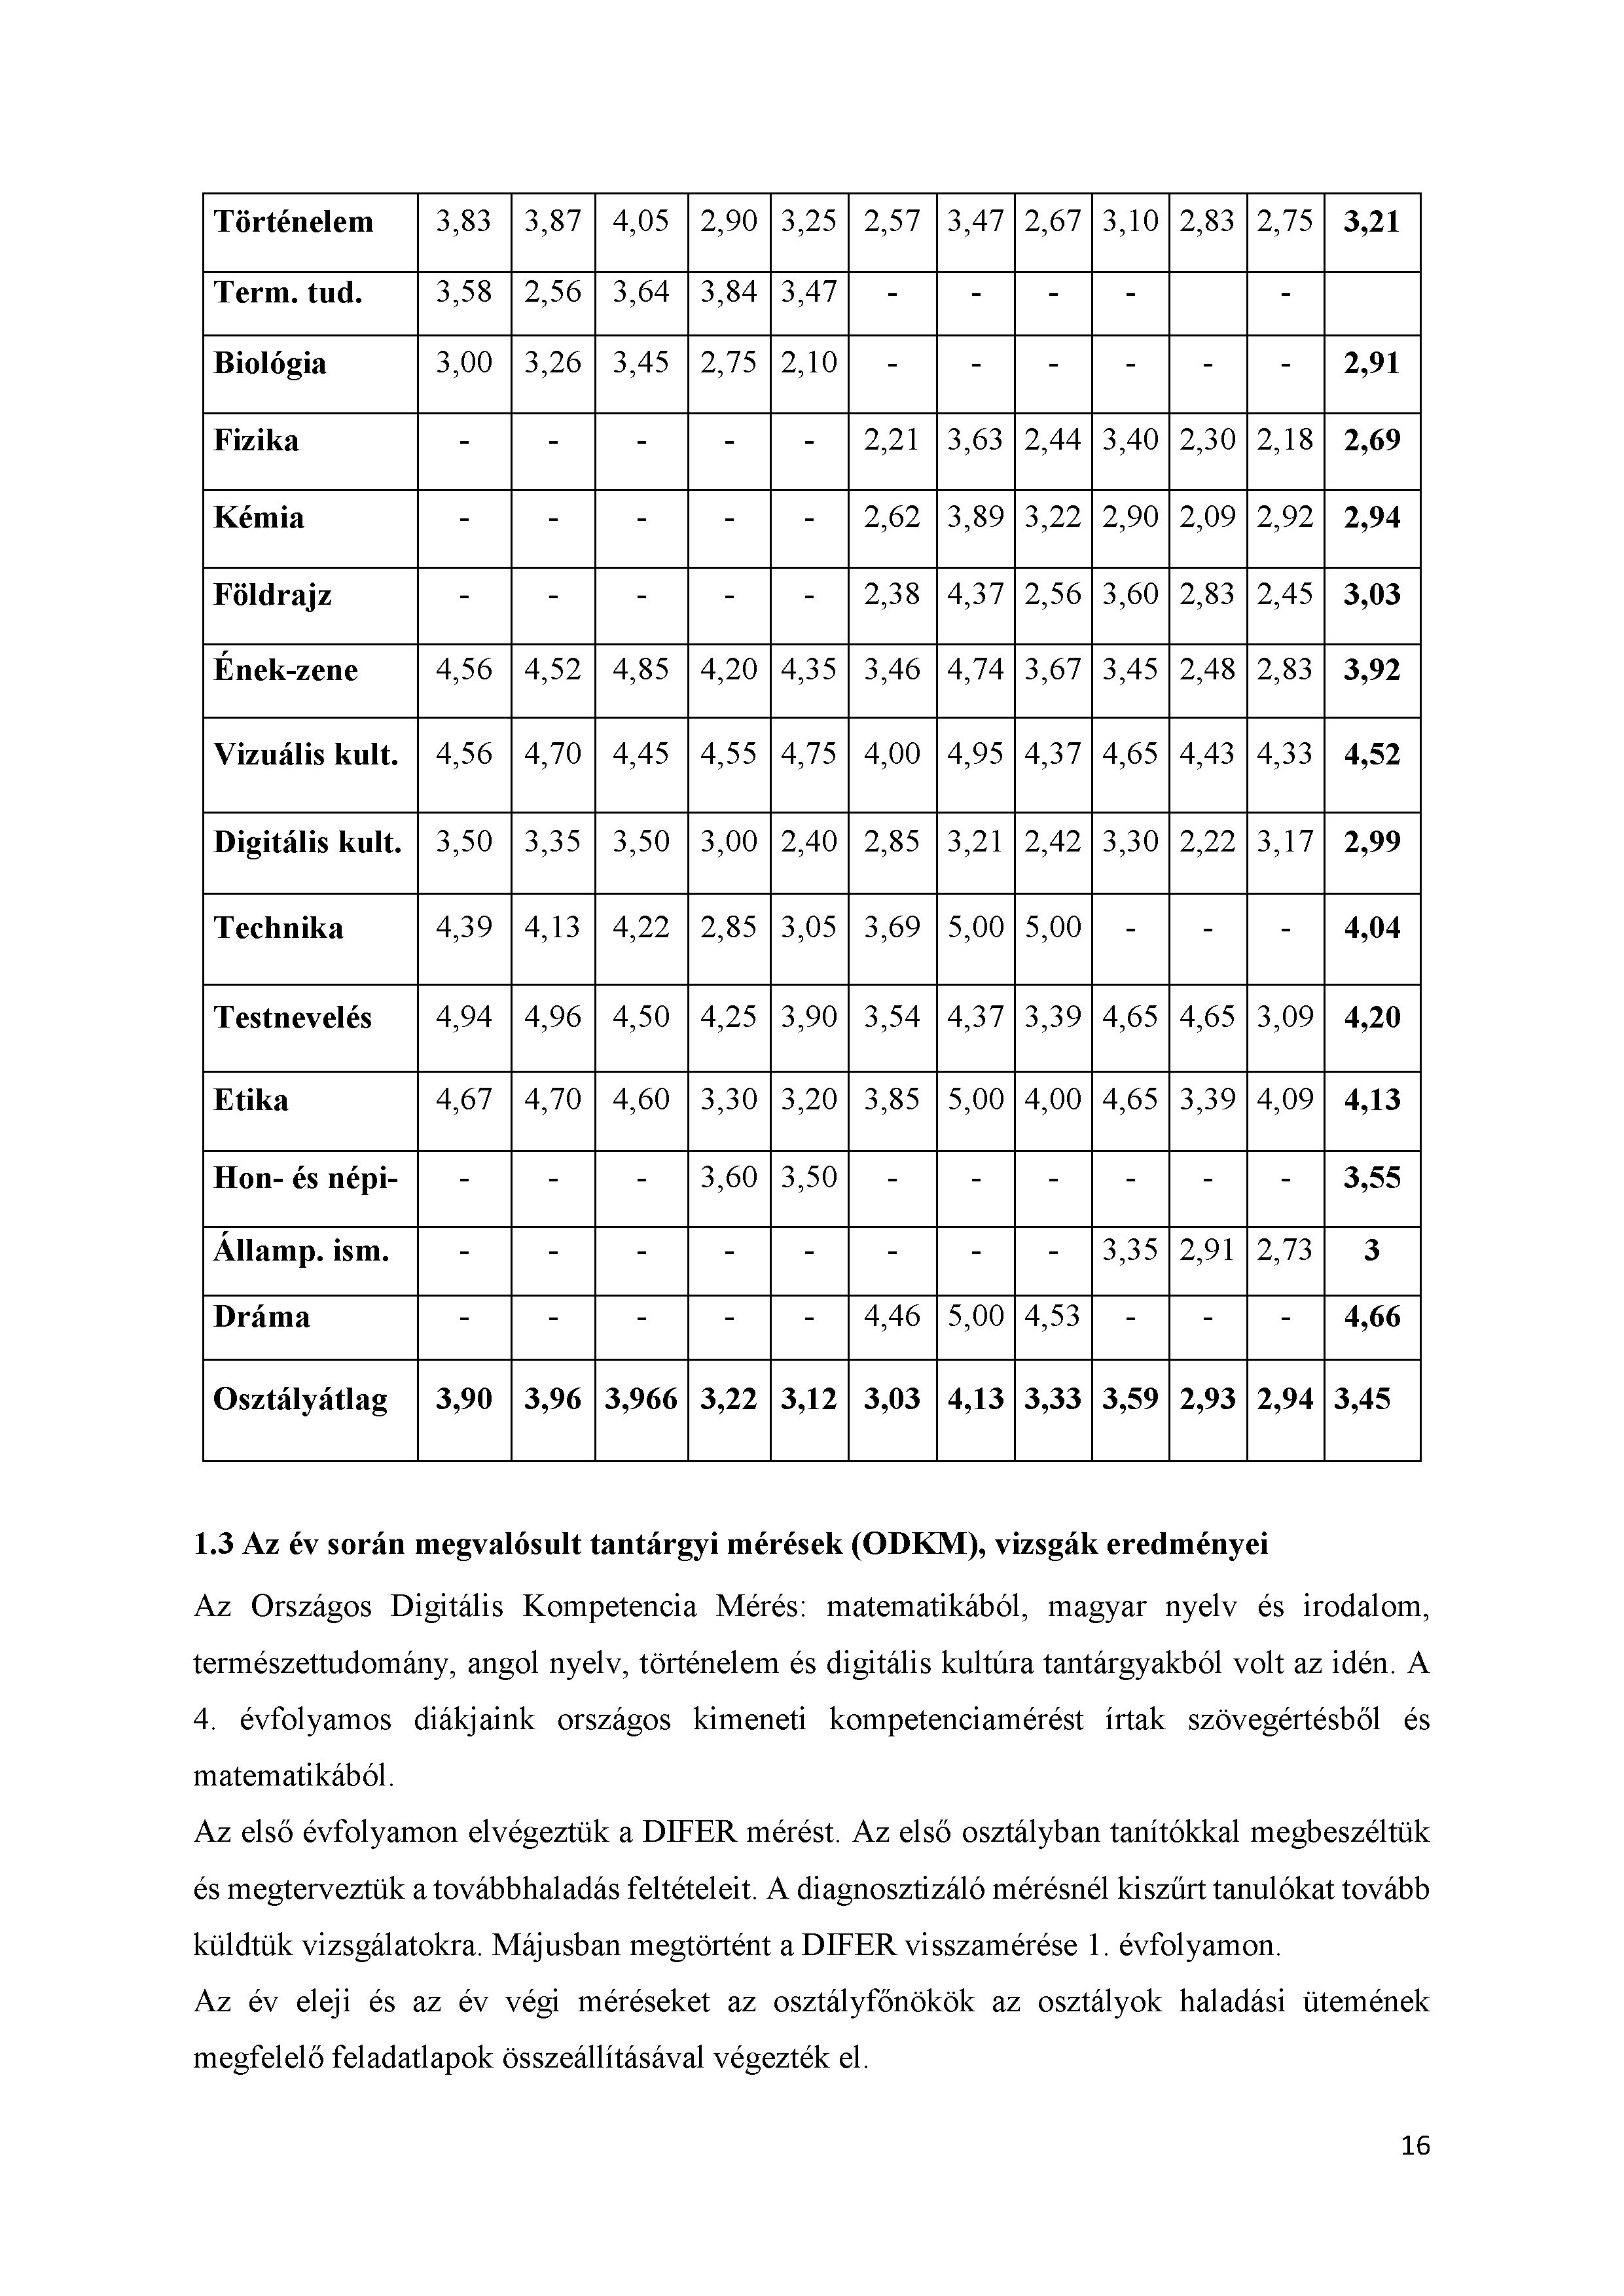 Történelem 3,83 3,87 4,05 2,90 3,25 2,57 3,47 2,67 3,10 2,83 2,75 3,21
Term. tud. 3,58 2,56 3,64 3,84 3,47 - - - - -
Biológia 3,00 3,26 3,45 2,75 2,10 - - - - - - 2,91
Fizika - - - - - 2,21 3,63 2,44 3,40 2,30 2,18 2,69
Kémia - - - - - 2,62 3,89 3,22 2,90 2,09 2,92 2,94
Földrajz - - - - - 2,38 4,37 2,56 3,60 2,83 2,45 3,03
Ének-zene 4,56 4,52 4,85 4,20 4,35 3,46 4,74 3,67 3,45 2,48 2,83 3,92
Vizuális kult. 4,56 4,70 4,45 4,55 4,75 4,00 4,95 4,37 4,65 4,43 4,33 4,52
Digitális kult. 3,50 3,35 3,50 3,00 2,40 2,85 3,21 2,42 3,30 2,22 3,17 2,99
Technika 4,39 4,13 4,22 2,85 3,05 3,69 5,00 5,00 - - - 4,04
Testnevelés 4,94 4,96 4,50 4,25 3,90 3,54 4,37 3,39 4,65 4,65 3,09 4,20
Etika 4,67 4,70 4,60 3,30 3,20 3,85 5,00 4,00 4,65 3,39 4,09 4,13
Hon- és népi- - - - 3,60 3,50 - - - - - - 3,55
Államp. ism. - - - - - - - - 3,35 2,91 2,73 3
Dráma - - - - - 4,46 5,00 4,53 - - - 4,66
Osztályátlag 3,90 3,96 3,966 3,22 3,12 3,03 4,13 3,33 3,59 2,93 2,94 3,45
1.3 Az év során megvalósult tantárgyi mérések (ODKM), vizsgák eredményei
Az Országos Digitális Kompetencia Mérés: matematikából, magyar nyelv és irodalom,
természettudomány, angol nyelv, történelem és digitális kultúra tantárgyakból volt az idén. A
4. évfolyamos diákjaink országos kimeneti kompetenciamérést írtak szövegértésből és
matematikából.
Az első évfolyamon elvégeztük a DIFER mérést. Az első osztályban tanítókkal megbeszéltük
és megterveztük a továbbhaladás feltételeit. A diagnosztizáló mérésnél kiszűrt tanulókat tovább
küldtük vizsgálatokra. Májusban megtörtént a DIFER visszamérése 1. évfolyamon.
Az év eleji és az év végi méréseket az osztályfőnökök az osztályok haladási ütemének
megfelelő feladatlapok összeállításával végezték el.
16